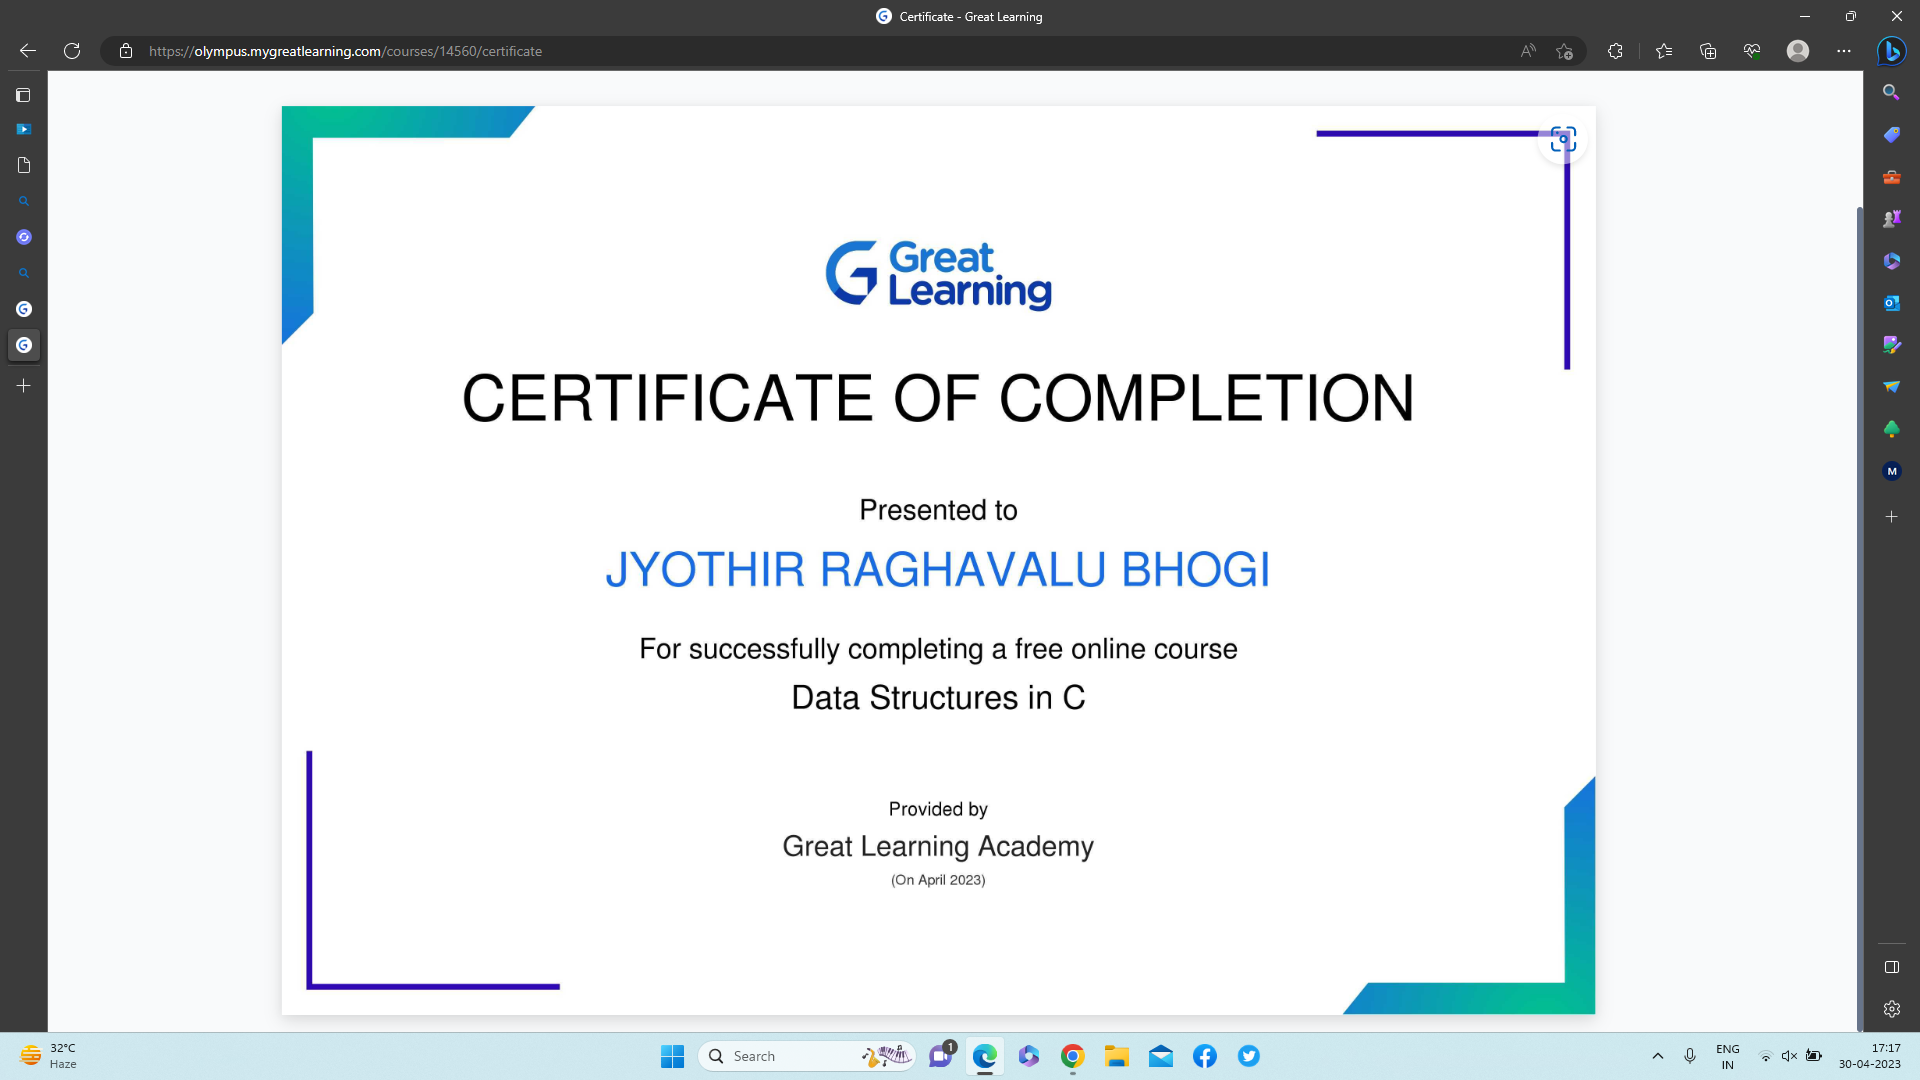 Certificate - Great Learning
https://olympus.mygreatlearning.com/courses/14560/certificate
Great
Learning
CERTIFICATE OF COMPLETION
Presented to
JYOTHIR RAGHAVALU BHOGI
For successfully completing a free online course
Data Structures in C
Provided by
Great Learning Academy
(On April 2023)
M
32°C
Haze
Search
1
ENG
IN
17:17
30-04-2023